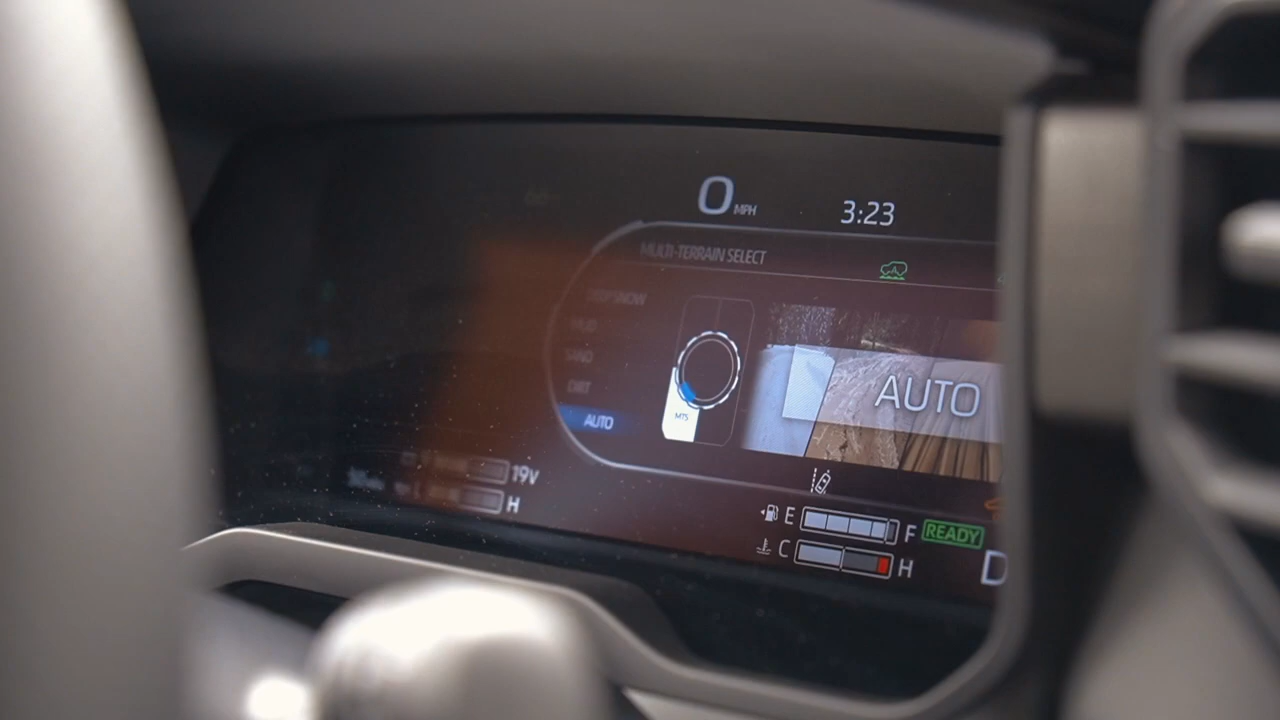 0 MPH 3:23
MULTI-TERRAIN SELECT
DEEP SNOW
MUD
SAND
DIRT
AUTO
MTS
AUTO
19v
H
E F READY
C H
D